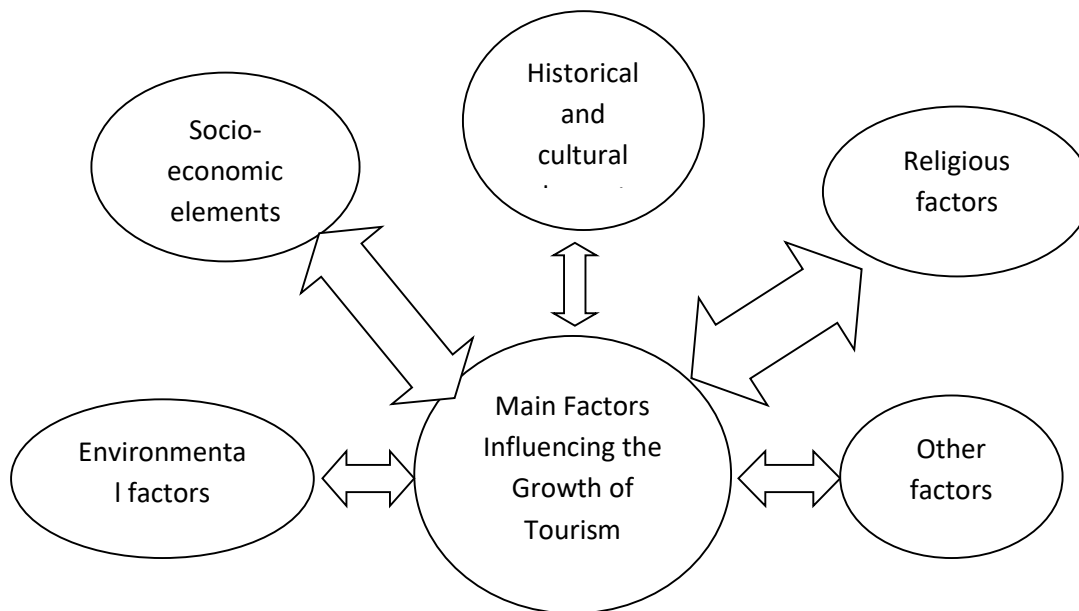 Historical
and
cultural
Socio-
economic
elements
Religious
factors
Main Factors
Influencing the
Growth of
Tourism
Environmenta
l factors
Other
factors